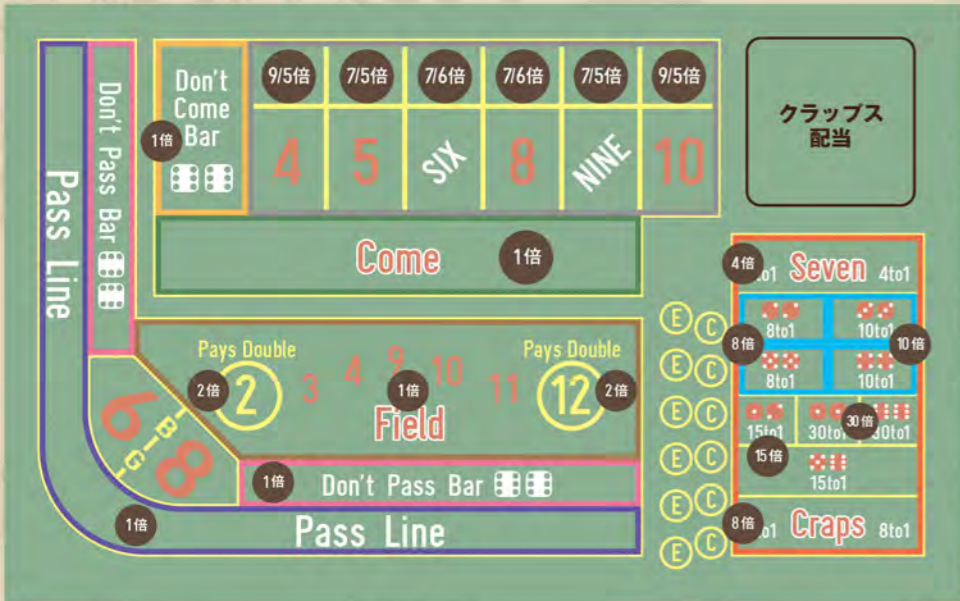 Don't
Come
Bar
1倍
9/5倍
7/5倍
7/6倍
7/6倍
7/5倍
9/5倍
4
5
SIX
8
NINE
10
クラップス
配当
Come
1倍
Pass Line
Don't Pass Bar
Pays Double
2倍
2
3
4
9
10
11
1倍
Field
Pays Double
12
2倍
6
BIG
8
1倍
Don't Pass Bar
1倍
Pass Line
E C
E C
E C
E C
E C
E C
4倍
Seven
4to1
8to1
10to1
8倍
10倍
8to1
10to1
30倍
15to1
30to1
30to1
15倍
15to1
8倍
Craps
8to1